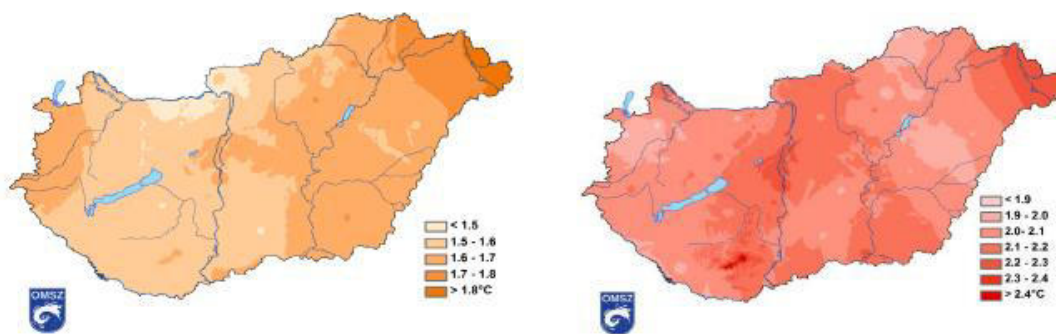 < 1.5
1.5 - 1.6
1.6 - 1.7
1.7 - 1.8
> 1.8°C
OMSZ
< 1.9
1.9 - 2.0
2.0- 2.1
2.1 - 2.2
2.2 - 2.3
2.3 - 2.4
> 2.4°C
OMSZ